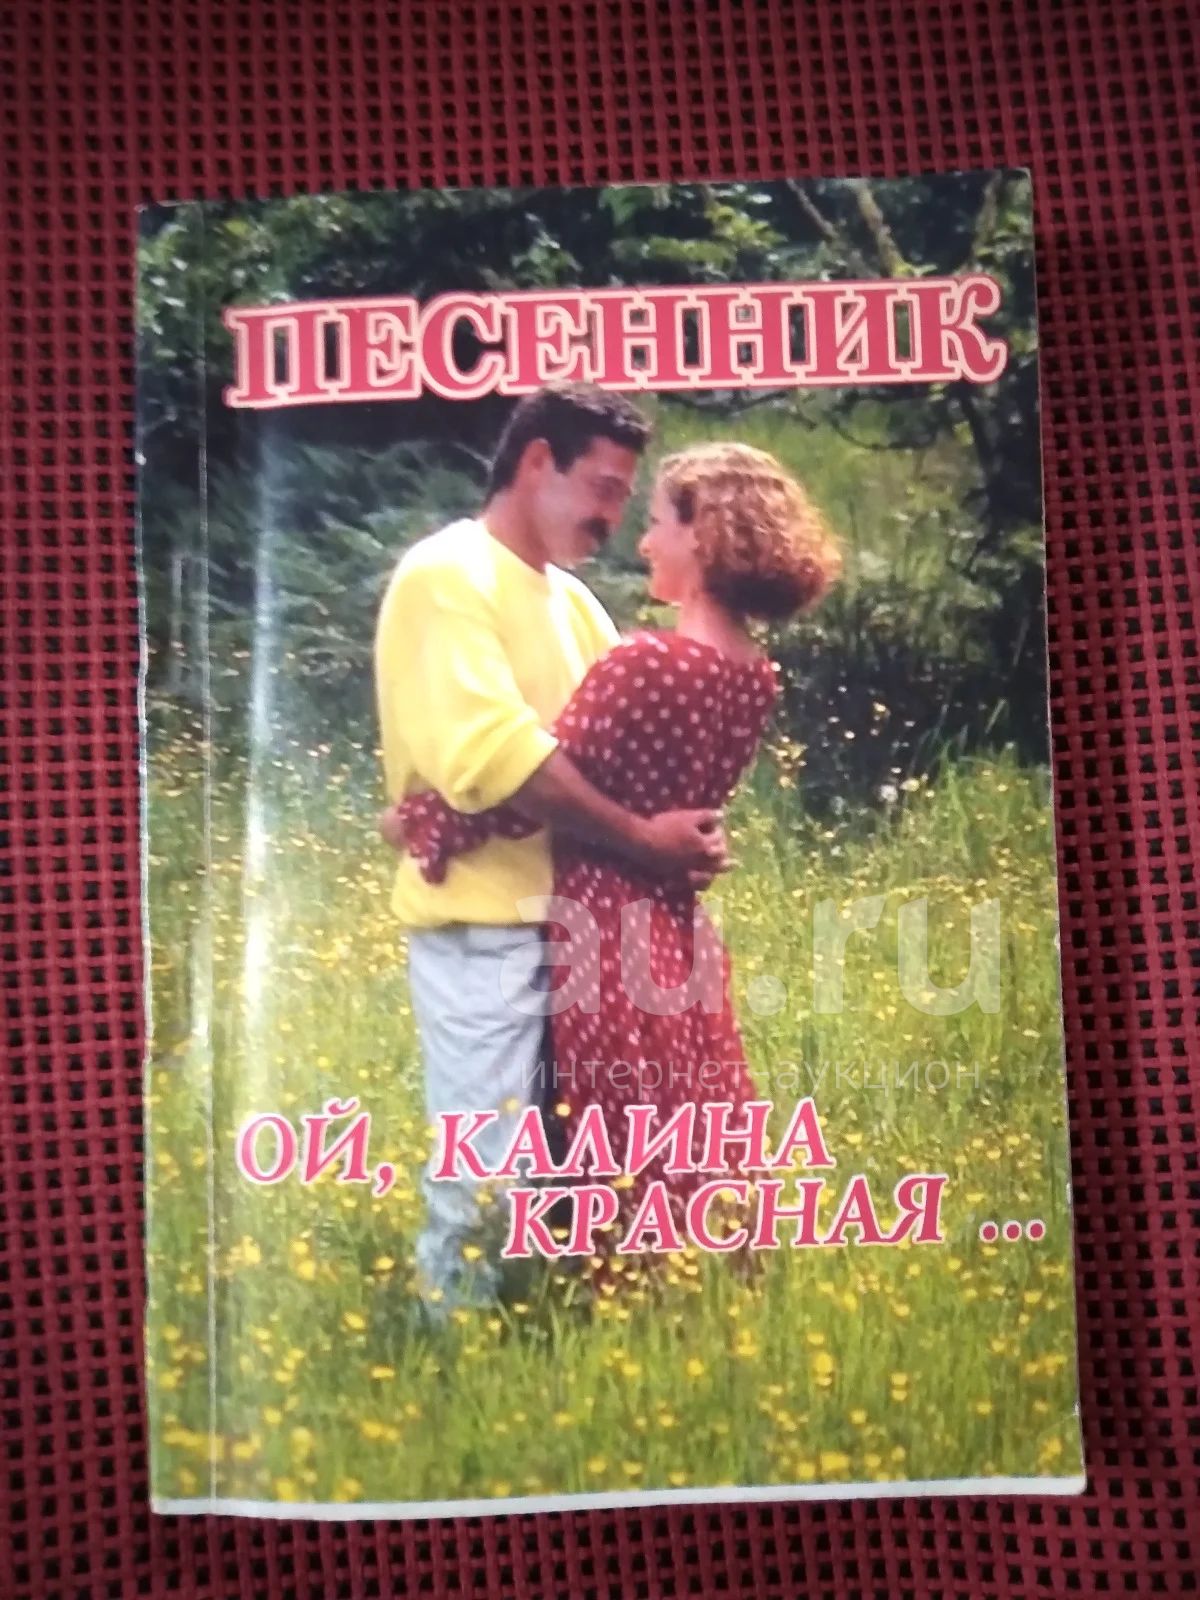 ПЕСЕННИК
au.ru
интернет-аукцион
ОЙ, КАЛИНА
КРАСНАЯ ...